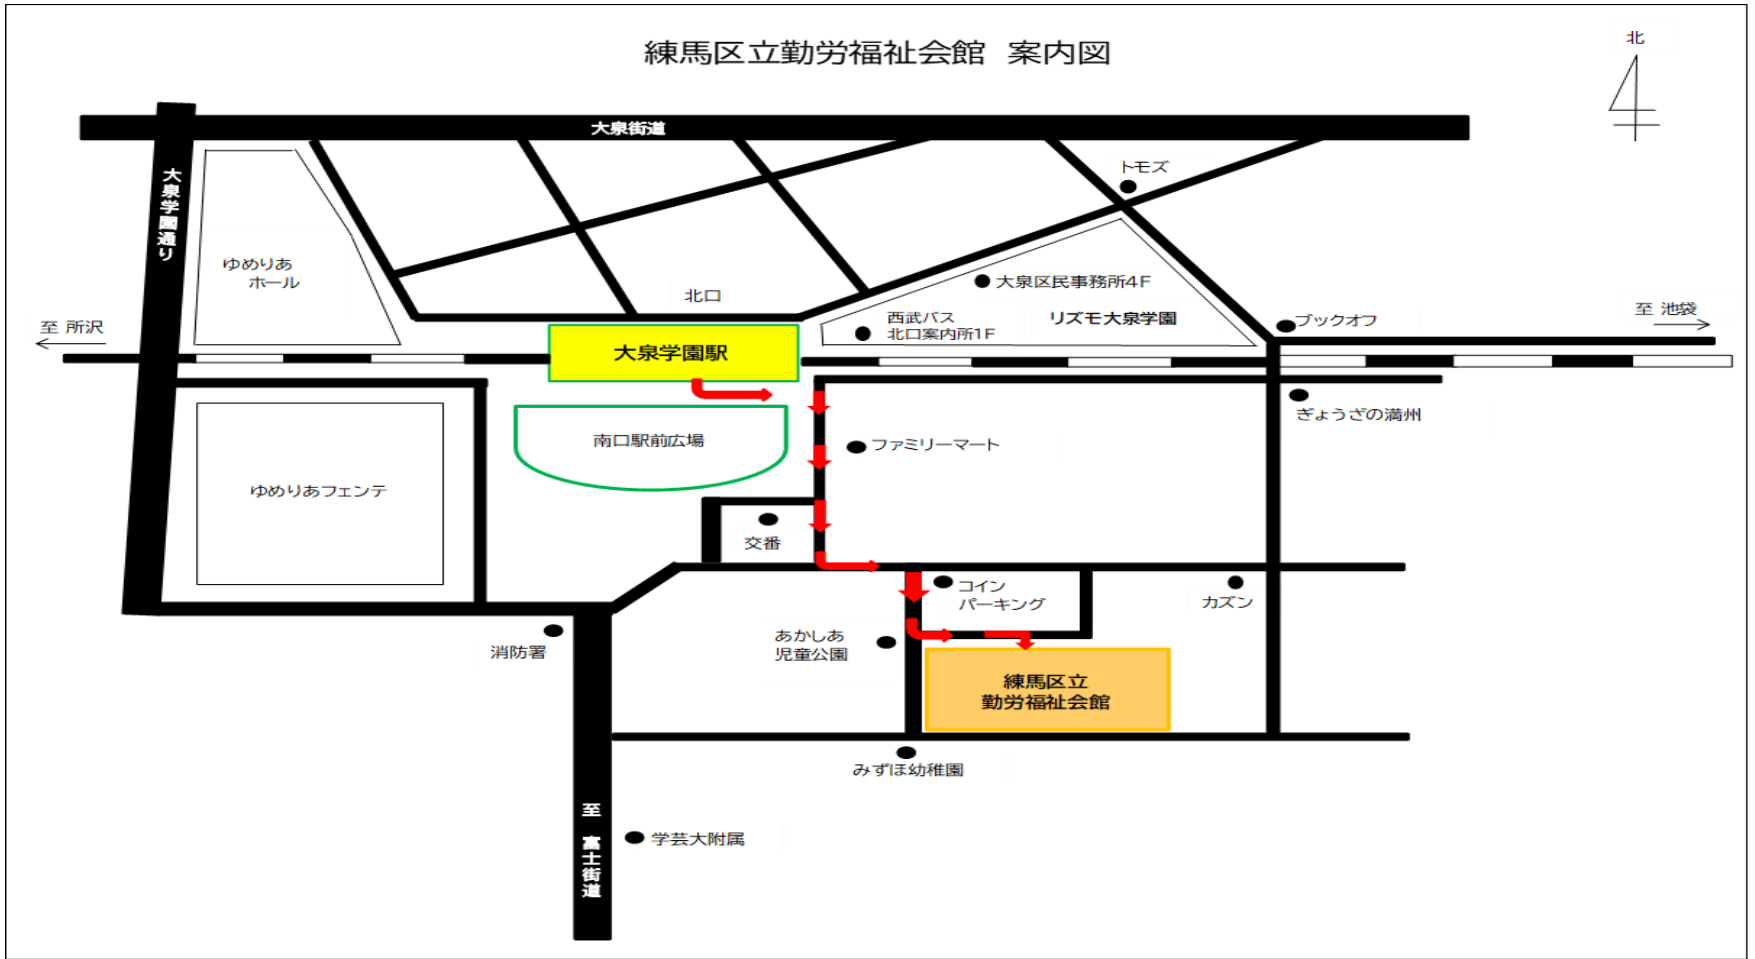 練馬区立勤労福祉会館 案内図
北
大泉街道
大泉学園通り
トモズ
ゆめりあ
ホール
大泉区民事務所4F
北口
西武バス
北口案内所1F
リズモ大泉学園
ブックオフ
至 池袋
至 所沢
大泉学園駅
ぎょうざの満州
南口駅前広場
ファミリーマート
ゆめりあフェンテ
交番
コイン
パーキング
カズン
あかしあ
児童公園
消防署
練馬区立
勤労福祉会館
みずほ幼稚園
至 富士街道
学芸大附属